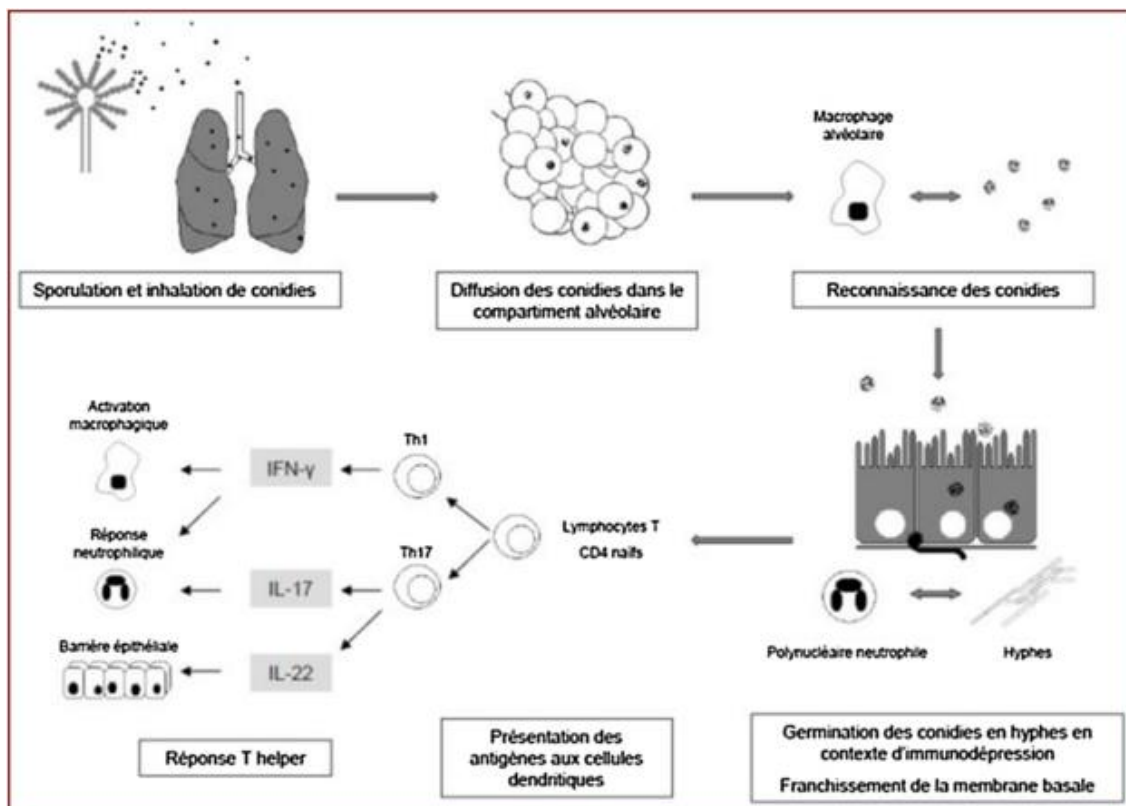 Macrophage
alvéolaire
Sporulation et inhalation de conidies
Diffusion des conidies dans le
compartiment alvéolaire
Reconnaissance des conidies
Activation
macrophagique
IFN-γ
Th1
Réponse
neutrophilique
IL-17
Th17
Lymphocytes T
CD4 naïfs
Barrière épithéliale
IL-22
Polynucléaire neutrophile
Hyphes
Réponse T helper
Présentation des
antigènes aux cellules
dendritiques
Germination des conidies en hyphes en
contexte d'immunodépression
Franchissement de la membrane basale